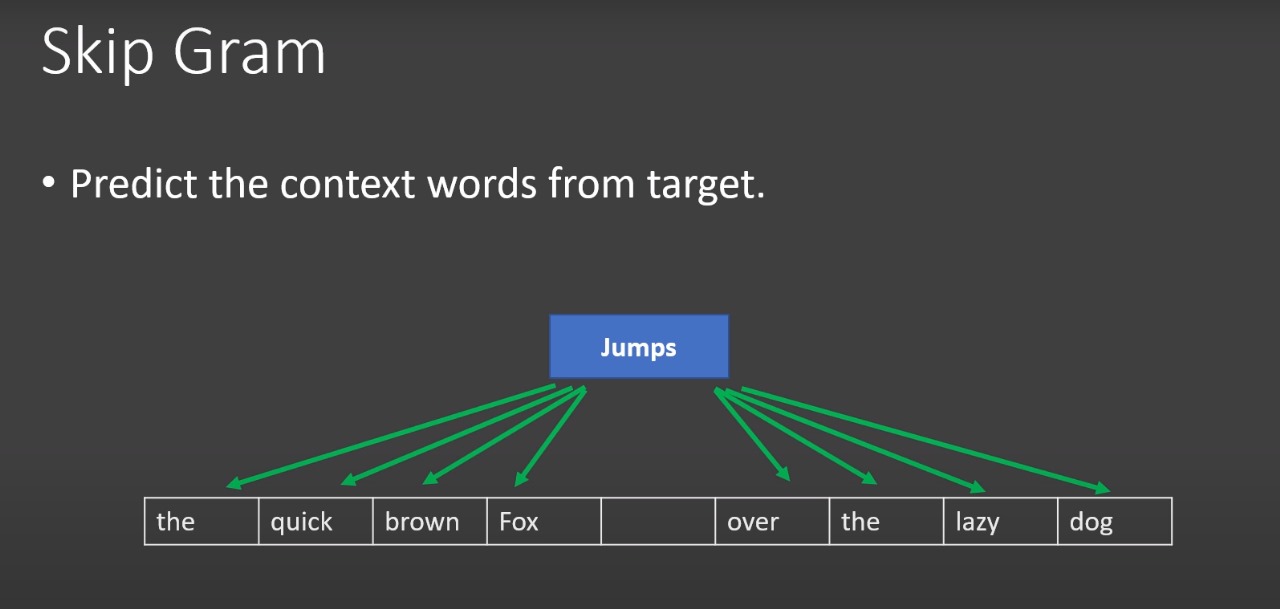 Skip Gram
• Predict the context words from target.
Jumps
the quick brown Fox over the lazy dog